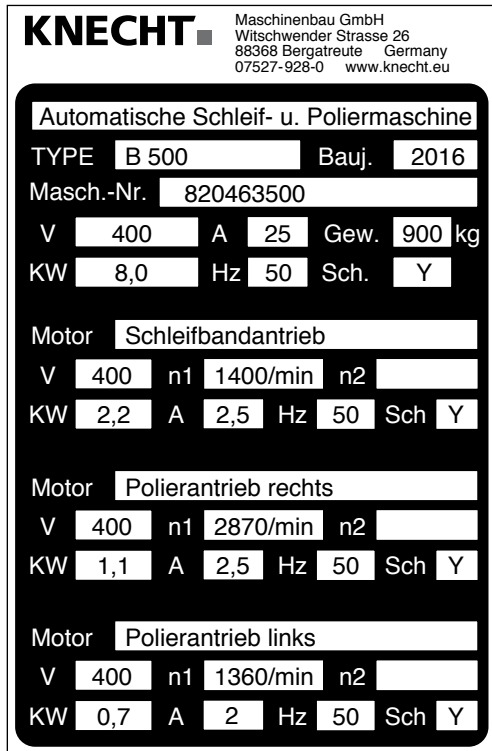 KNECHT
Maschinenbau GmbH
Witschwender Strasse 26
88368 Bergatreute Germany
07527-928-0 www.knecht.eu
Automatische Schleif- u. Poliermaschine
TYPE B 500 Bauj. 2016
Masch.-Nr. 820463500
V 400 A 25 Gew. 900 kg
KW 8,0 Hz 50 Sch. Y
Motor Schleifbandantrieb
V 400 n1 1400/min n2
KW 2,2 A 2,5 Hz 50 Sch Y
Motor Polierantrieb rechts
V 400 n1 2870/min n2
KW 1,1 A 2,5 Hz 50 Sch Y
Motor Polierantrieb links
V 400 n1 1360/min n2
KW 0,7 A 2 Hz 50 Sch Y